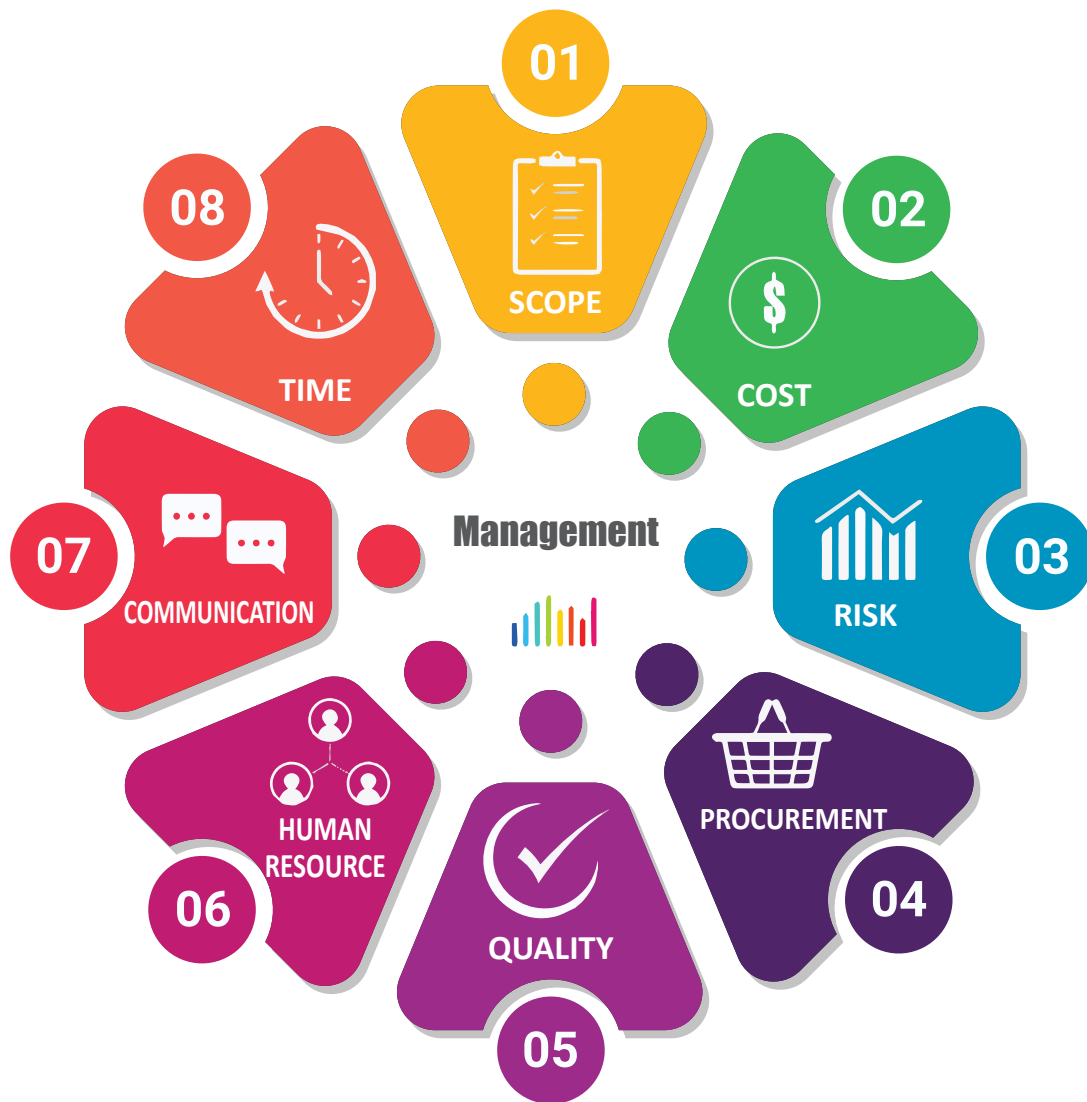 01
SCOPE
02
COST
03
RISK
04
PROCUREMENT
05
QUALITY
06
HUMAN
RESOURCE
07
COMMUNICATION
08
TIME
Management
$